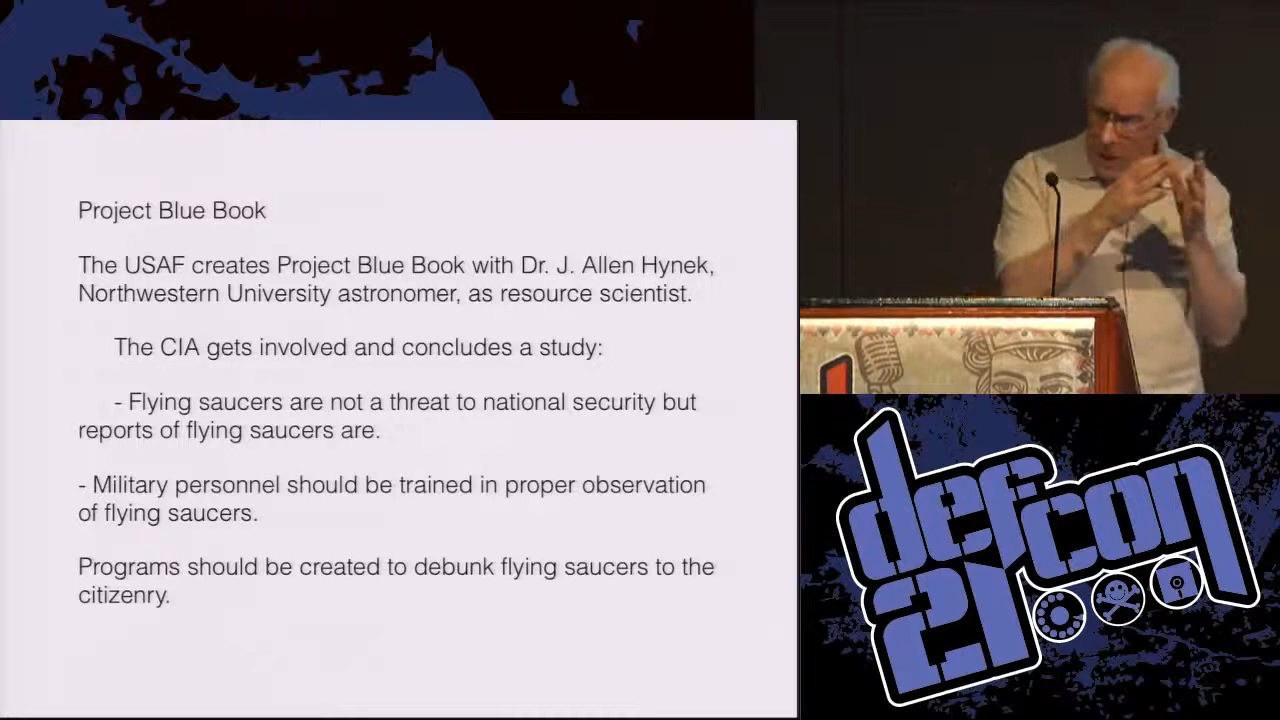 Project Blue Book
The USAF creates Project Blue Book with Dr. J. Allen Hynek,
Northwestern University astronomer, as resource scientist.
The CIA gets involved and concludes a study:
- Flying saucers are not a threat to national security but
reports of flying saucers are.
- Military personnel should be trained in proper observation
of flying saucers.
Programs should be created to debunk flying saucers to the
citizenry.
defcon
21